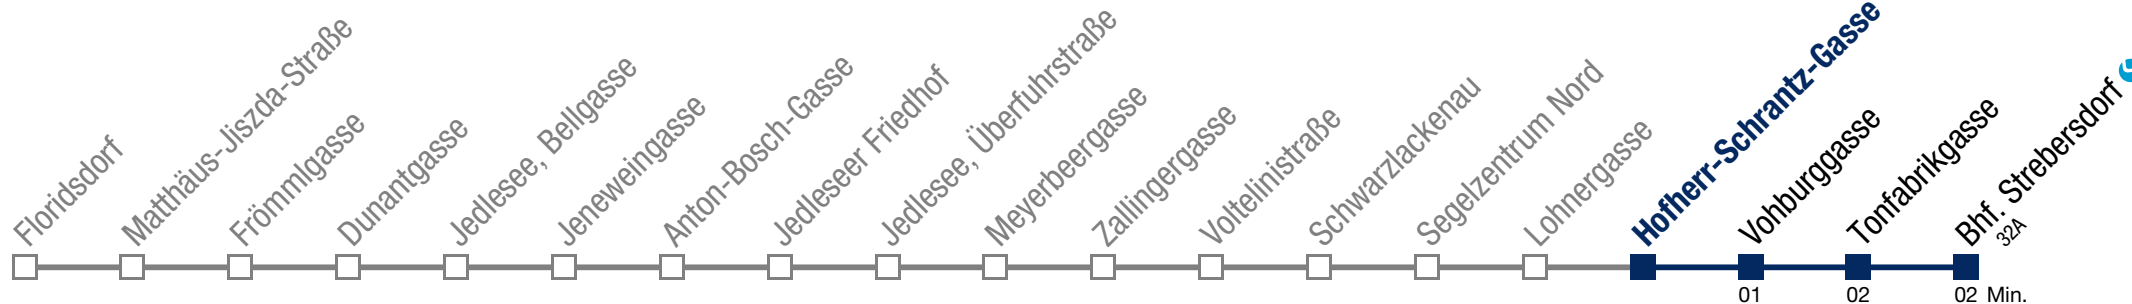 Floridsdorf
Matthäus-Jiszda-Straße
Frömmlgasse
Dunantgasse
Jedlesee, Bellgasse
Jeneweingasse
Anton-Bosch-Gasse
Jedleseer Friedhof
Jedlesee, Überfuhrstraße
Meyerbeergasse
Zallingergasse
Voltelinistraße
Schwarzlackenau
Segelzentrum Nord
Lohnergasse
Hofherr-Schrantz-Gasse
Vohburggasse
Tonfabrikgasse
Bhf. Strebersdorf
32A
01 02 02 Min.